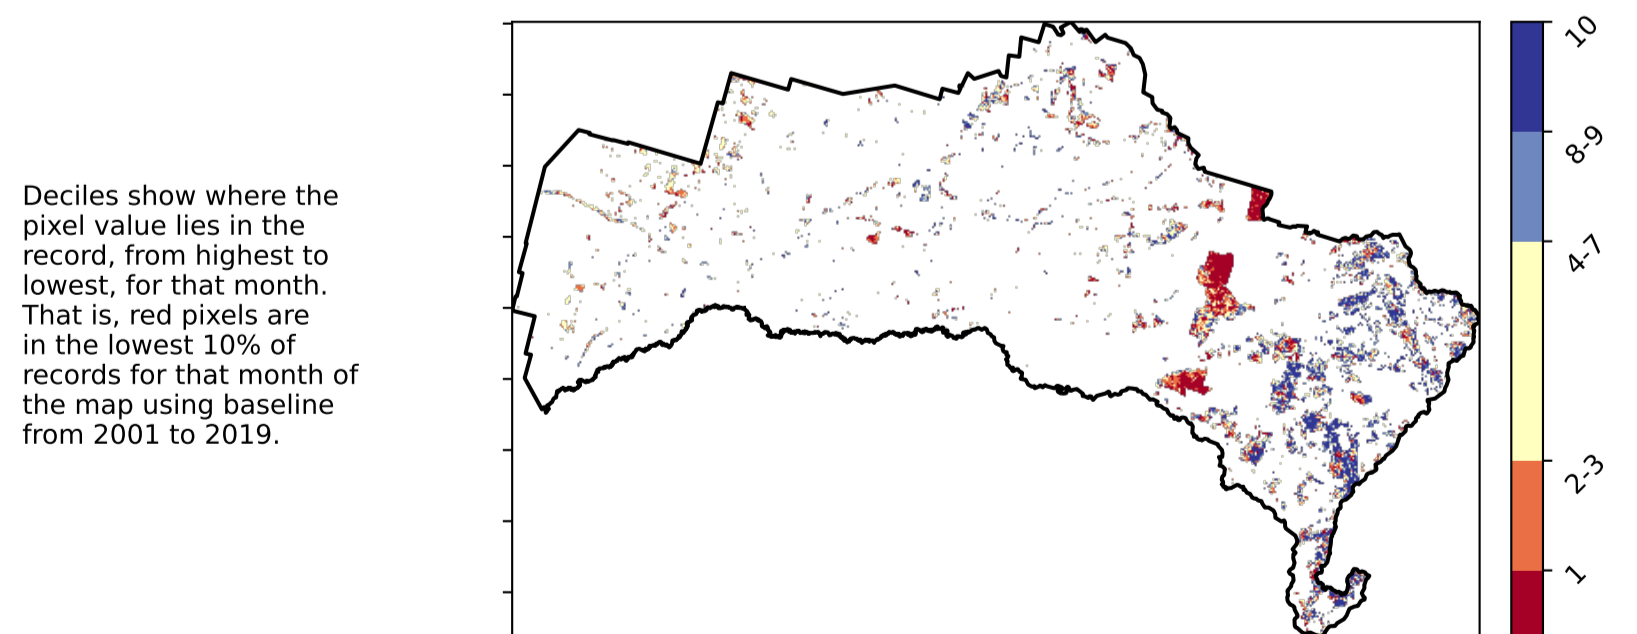 Deciles show where the
pixel value lies in the
record, from highest to
lowest, for that month.
That is, red pixels are
in the lowest 10% of
records for that month of
the map using baseline
from 2001 to 2019.
10
8-9
4-7
2-3
1